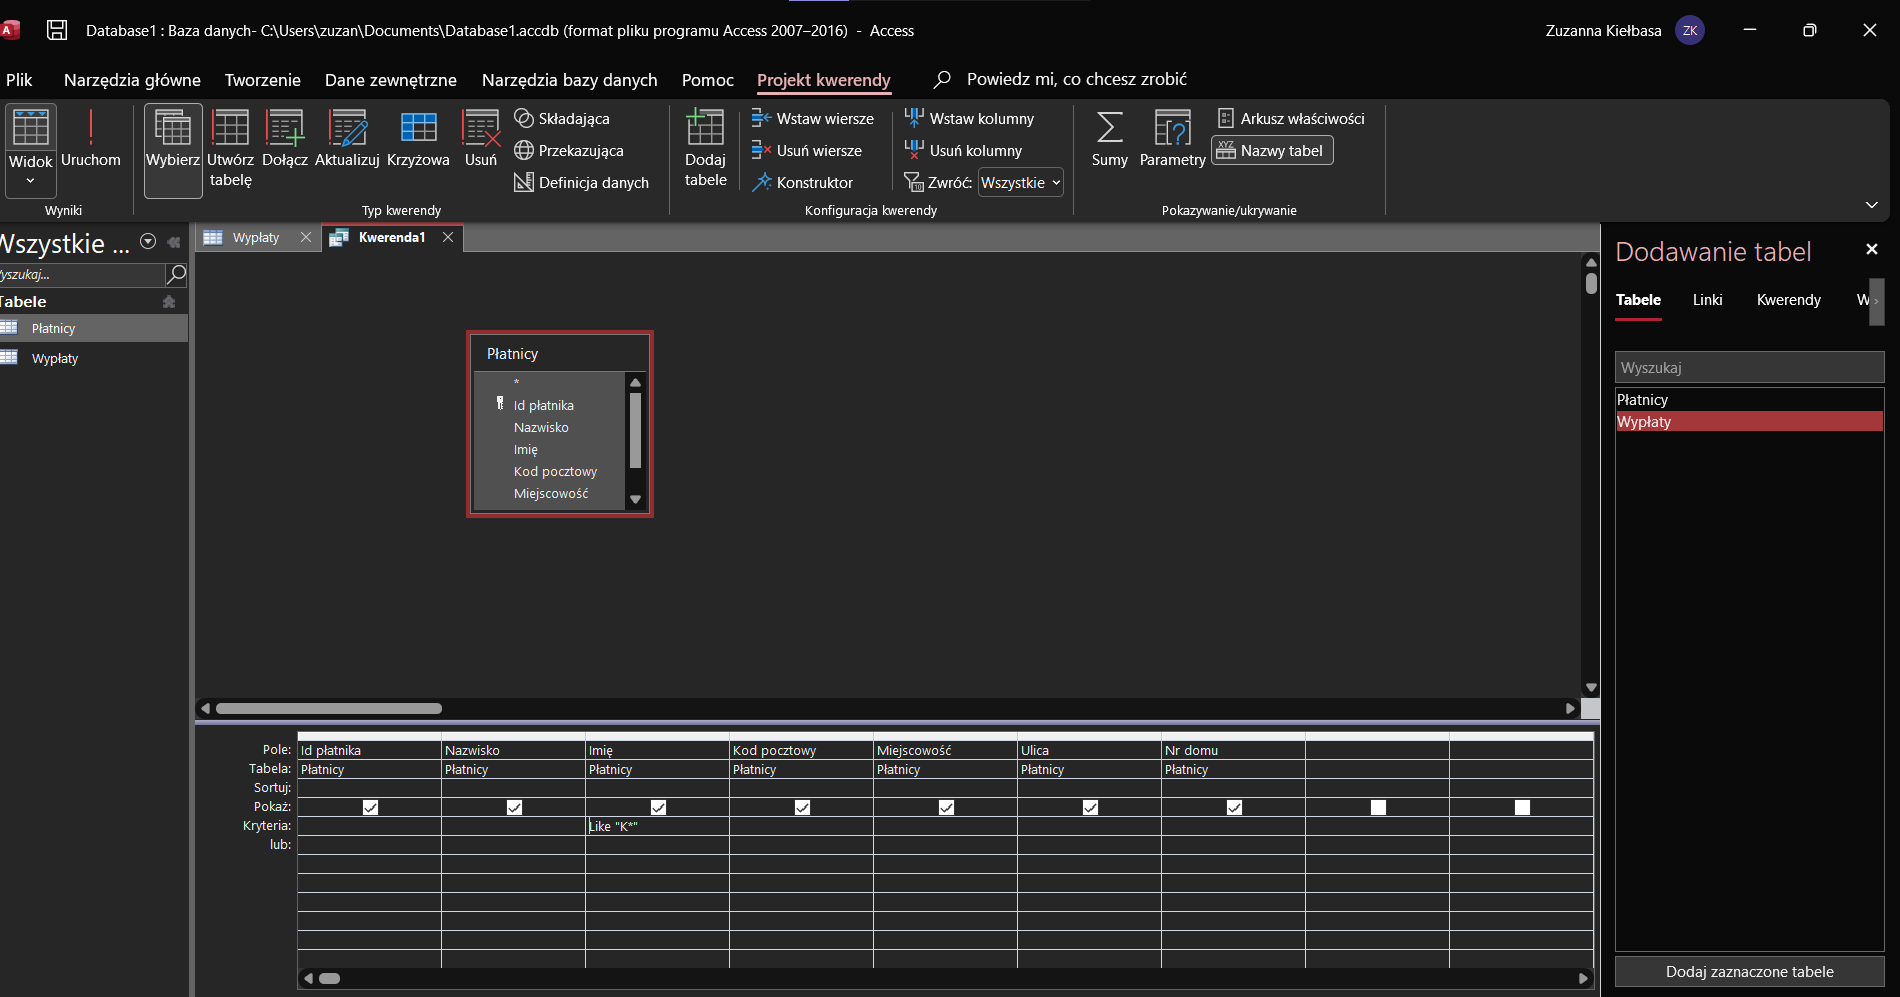 Database1 : Baza danych- C:\Users\zuzan\Documents\Database1.accdb (format pliku programu Access 2007–2016)  -  Access
Zuzanna Kiełbasa
ZK
Plik
Narzędzia główne
Tworzenie
Dane zewnętrzne
Narzędzia bazy danych
Pomoc
Projekt kwerendy
Powiedz mi, co chcesz zrobić
Widok
Uruchom
Wyniki
Wybierz
Utwórz tabelę
Dołącz
Aktualizuj
Krzyżowa
Usuń
Składająca
Przekazująca
Definicja danych
Typ kwerendy
Dodaj tabele
Wstaw wiersze
Usuń wiersze
Konstruktor
Wstaw kolumny
Usuń kolumny
Zwróć: Wszystkie
Konfiguracja kwerendy
Sumy
Parametry
Arkusz właściwości
XYZ Nazwy tabel
Pokazywanie/ukrywanie
Wszystkie ...
yszukaj...
Tabele
Płatnicy
Wypłaty
Wypłaty
Kwerenda1
Płatnicy
*
Id płatnika
Nazwisko
Imię
Kod pocztowy
Miejscowość
Pole: Id płatnika Nazwisko Imię Kod pocztowy Miejscowość Ulica Nr domu
Tabela: Płatnicy Płatnicy Płatnicy Płatnicy Płatnicy Płatnicy Płatnicy
Sortuj:
Pokaż:
Kryteria: Like "K*"
lub:
Dodawanie tabel
Tabele
Linki
Kwerendy
W
Wyszukaj
Płatnicy
Wypłaty
Dodaj zaznaczone tabele